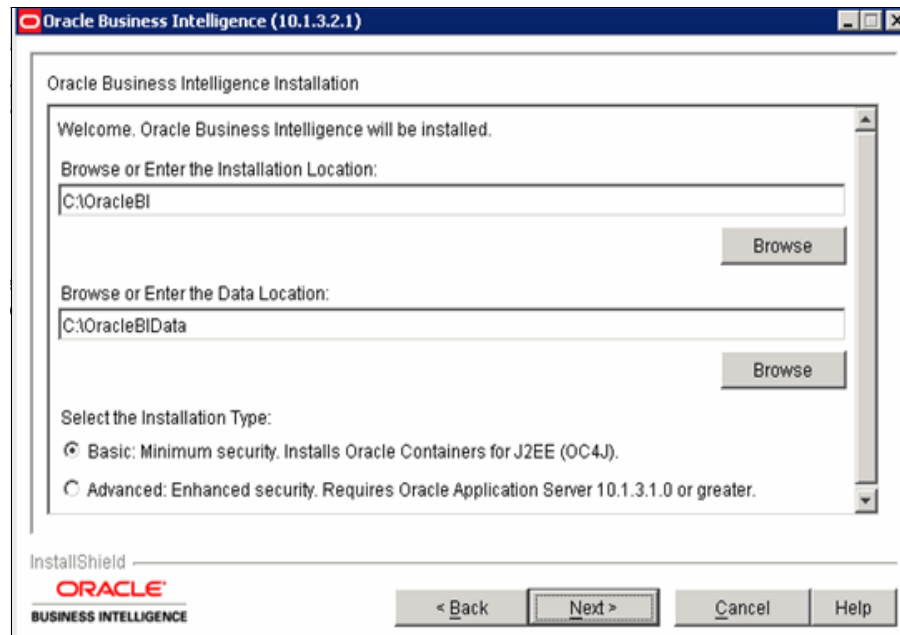 Oracle Business Intelligence (10.1.3.2.1)
Oracle Business Intelligence Installation
Welcome. Oracle Business Intelligence will be installed.
Browse or Enter the Installation Location:
C:\OracleBI
Browse
Browse or Enter the Data Location:
C:\OracleBIData
Browse
Select the Installation Type:
Basic: Minimum security. Installs Oracle Containers for J2EE (OC4J).
Advanced: Enhanced security. Requires Oracle Application Server 10.1.3.1.0 or greater.
InstallShield
ORACLE'
BUSINESS INTELLIGENCE
< Back
Next >
Cancel
Help